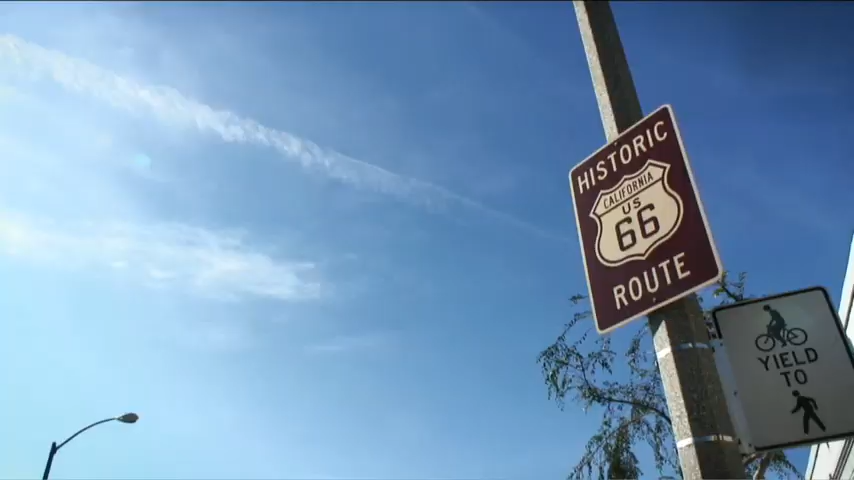 HISTORIC
CALIFORNIA
US
66
ROUTE
YIELD
TO